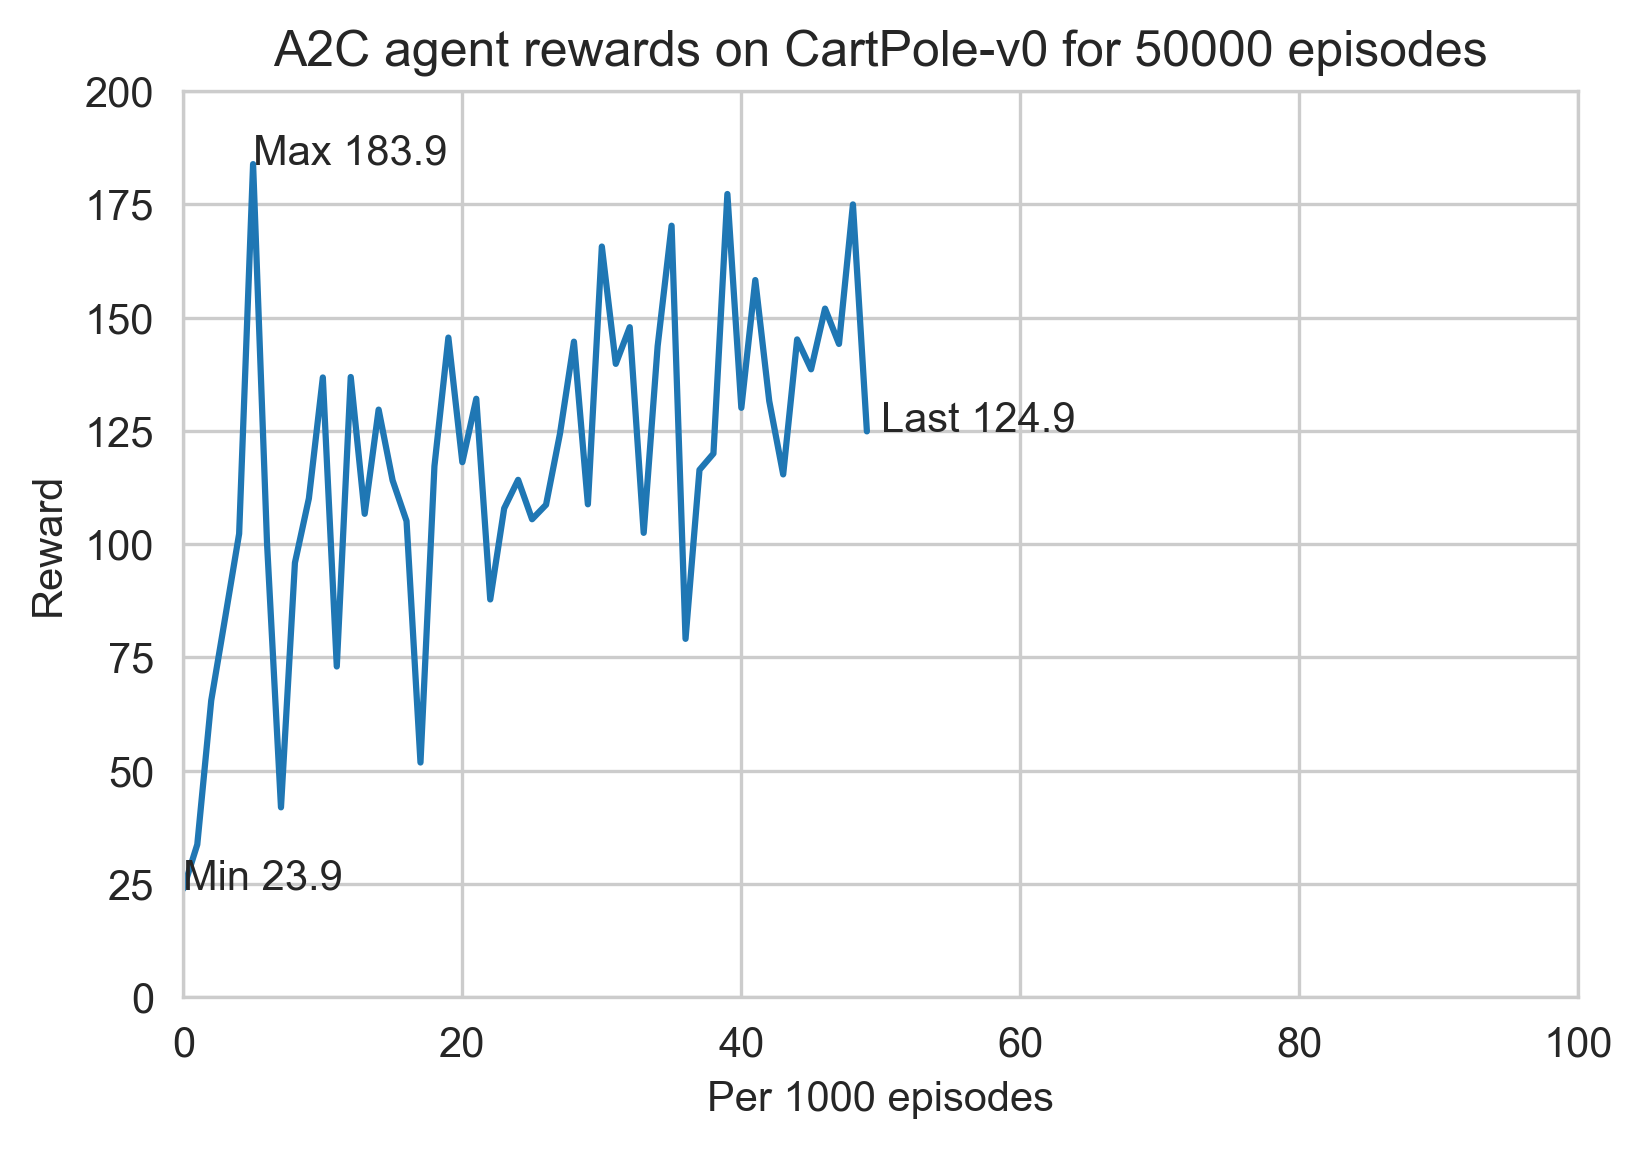 A2C agent rewards on CartPole-v0 for 50000 episodes
200
175
150
125
100
75
50
25
0
Reward
Max 183.9
Last 124.9
Min 23.9
0 20 40 60 80 100
Per 1000 episodes